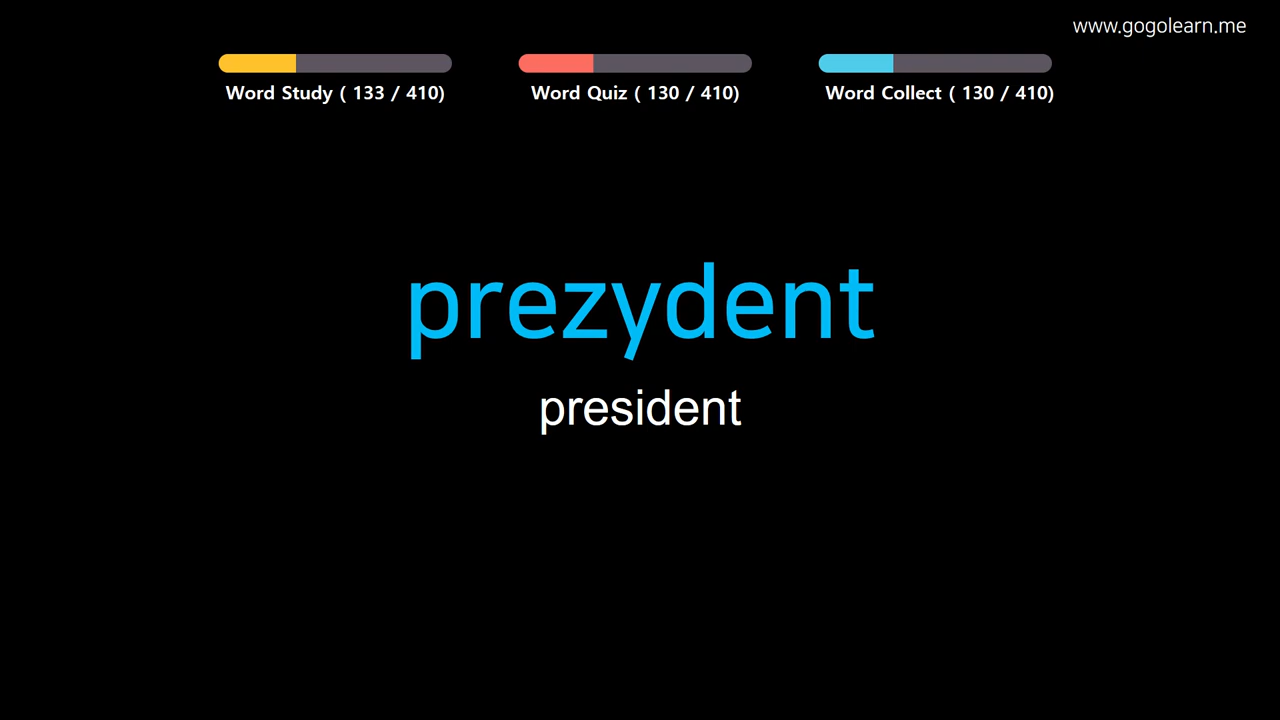 www.gogolearn.me
Word Study ( 133 / 410)
Word Quiz ( 130 / 410)
Word Collect ( 130 / 410)
prezydent
president